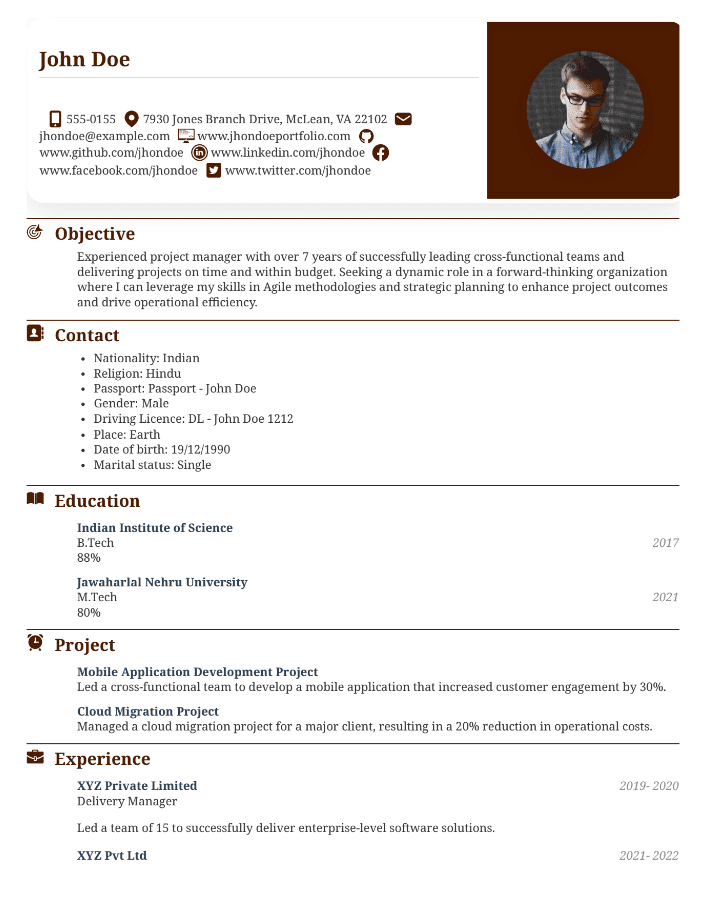 John Doe
555-0155 7930 Jones Branch Drive, McLean, VA 22102
jhondoe@example.com www.jhondoeportfolio.com
www.github.com/jhondoe www.linkedin.com/jhondoe
www.facebook.com/jhondoe www.twitter.com/jhondoe
Objective
Experienced project manager with over 7 years of successfully leading cross-functional teams and
delivering projects on time and within budget. Seeking a dynamic role in a forward-thinking organization
where I can leverage my skills in Agile methodologies and strategic planning to enhance project outcomes
and drive operational efficiency.
Contact
• Nationality: Indian
• Religion: Hindu
• Passport: Passport - John Doe
• Gender: Male
• Driving Licence: DL - John Doe 1212
• Place: Earth
• Date of birth: 19/12/1990
• Marital status: Single
Education
Indian Institute of Science
B.Tech 2017
88%
Jawaharlal Nehru University
M.Tech 2021
80%
Project
Mobile Application Development Project
Led a cross-functional team to develop a mobile application that increased customer engagement by 30%.
Cloud Migration Project
Managed a cloud migration project for a major client, resulting in a 20% reduction in operational costs.
Experience
XYZ Private Limited 2019- 2020
Delivery Manager
Led a team of 15 to successfully deliver enterprise-level software solutions.
XYZ Pvt Ltd 2021- 2022